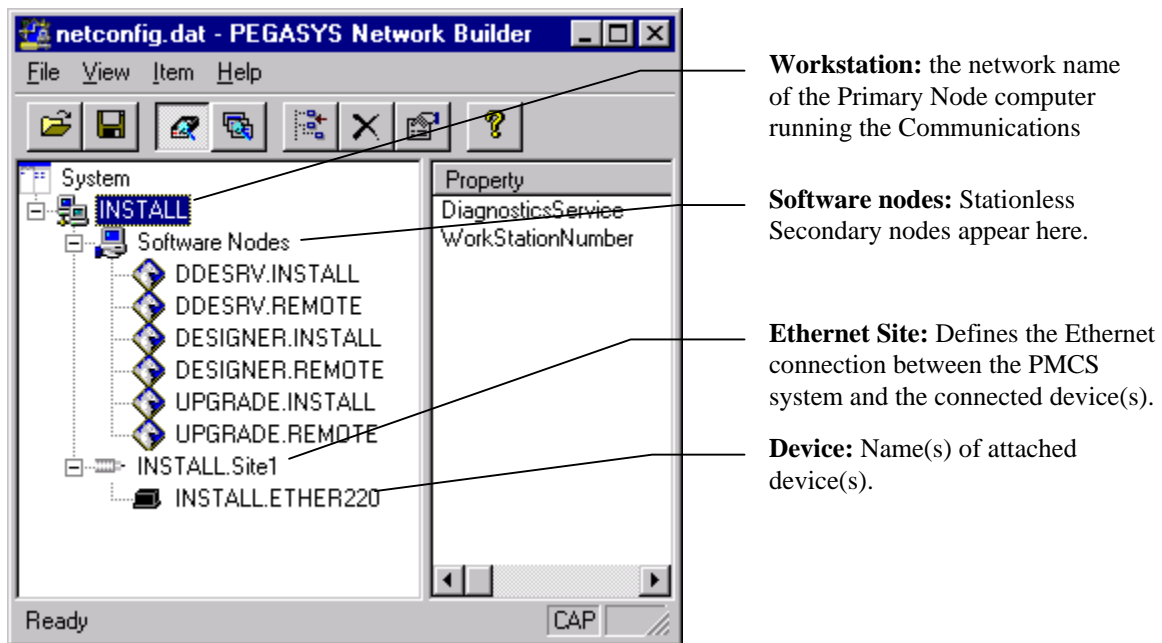 netconfig.dat - PEGASYS Network Builder
File View Item Help
System
INSTALL
Software Nodes
DDESRV.INSTALL
DDESRV.REMOTE
DESIGNER.INSTALL
DESIGNER.REMOTE
UPGRADE.INSTALL
UPGRADE.REMOTE
INSTALL.Site1
INSTALL.ETHER220
Property
DiagnosticsService
WorkStationNumber
Ready
CAP
Workstation: the network name
of the Primary Node computer
running the Communications
Software nodes: Stationless
Secondary nodes appear here.
Ethernet Site: Defines the Ethernet
connection between the PMCS
system and the connected device(s).
Device: Name(s) of attached
device(s).